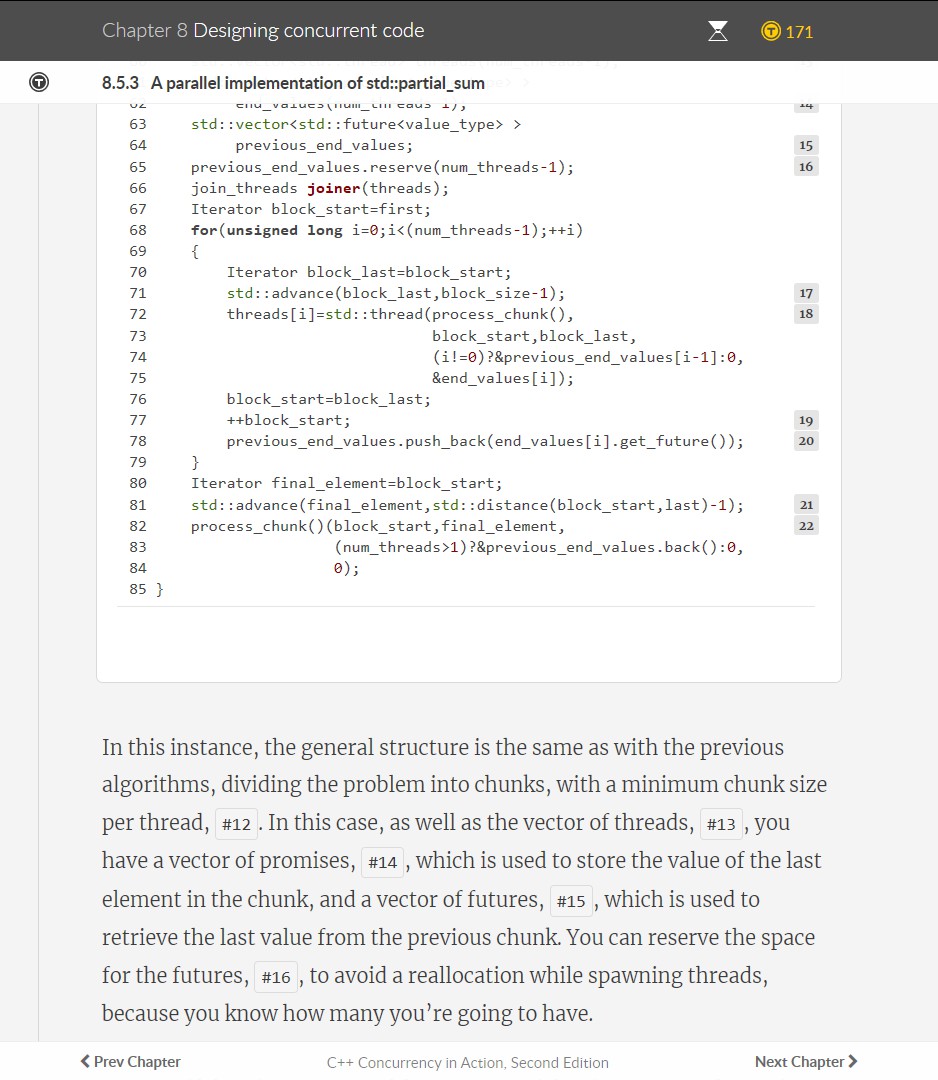 Chapter 8 Designing concurrent code
171
8.5.3 A parallel implementation of std::partial_sum
62 end_values(num_threads-1); 14
63 std::vector<std::future<value_type> >
64 previous_end_values; 15
65 previous_end_values.reserve(num_threads-1); 16
66 join_threads joiner(threads);
67 Iterator block_start=first;
68 for(unsigned long i=0;i<(num_threads-1);++i)
69 {
70 Iterator block_last=block_start;
71 std::advance(block_last,block_size-1); 17
72 threads[i]=std::thread(process_chunk(), 18
73 block_start,block_last,
74 (i!=0)?&previous_end_values[i-1]:0,
75 &end_values[i]);
76 block_start=block_last;
77 ++block_start; 19
78 previous_end_values.push_back(end_values[i].get_future()); 20
79 }
80 Iterator final_element=block_start;
81 std::advance(final_element,std::distance(block_start,last)-1); 21
82 process_chunk()(block_start,final_element, 22
83 (num_threads>1)?&previous_end_values.back():0,
84 0);
85 }
In this instance, the general structure is the same as with the previous
algorithms, dividing the problem into chunks, with a minimum chunk size
per thread, #12 . In this case, as well as the vector of threads, #13 , you
have a vector of promises, #14 , which is used to store the value of the last
element in the chunk, and a vector of futures, #15 , which is used to
retrieve the last value from the previous chunk. You can reserve the space
for the futures, #16 , to avoid a reallocation while spawning threads,
because you know how many you’re going to have.
Prev Chapter
C++ Concurrency in Action, Second Edition
Next Chapter